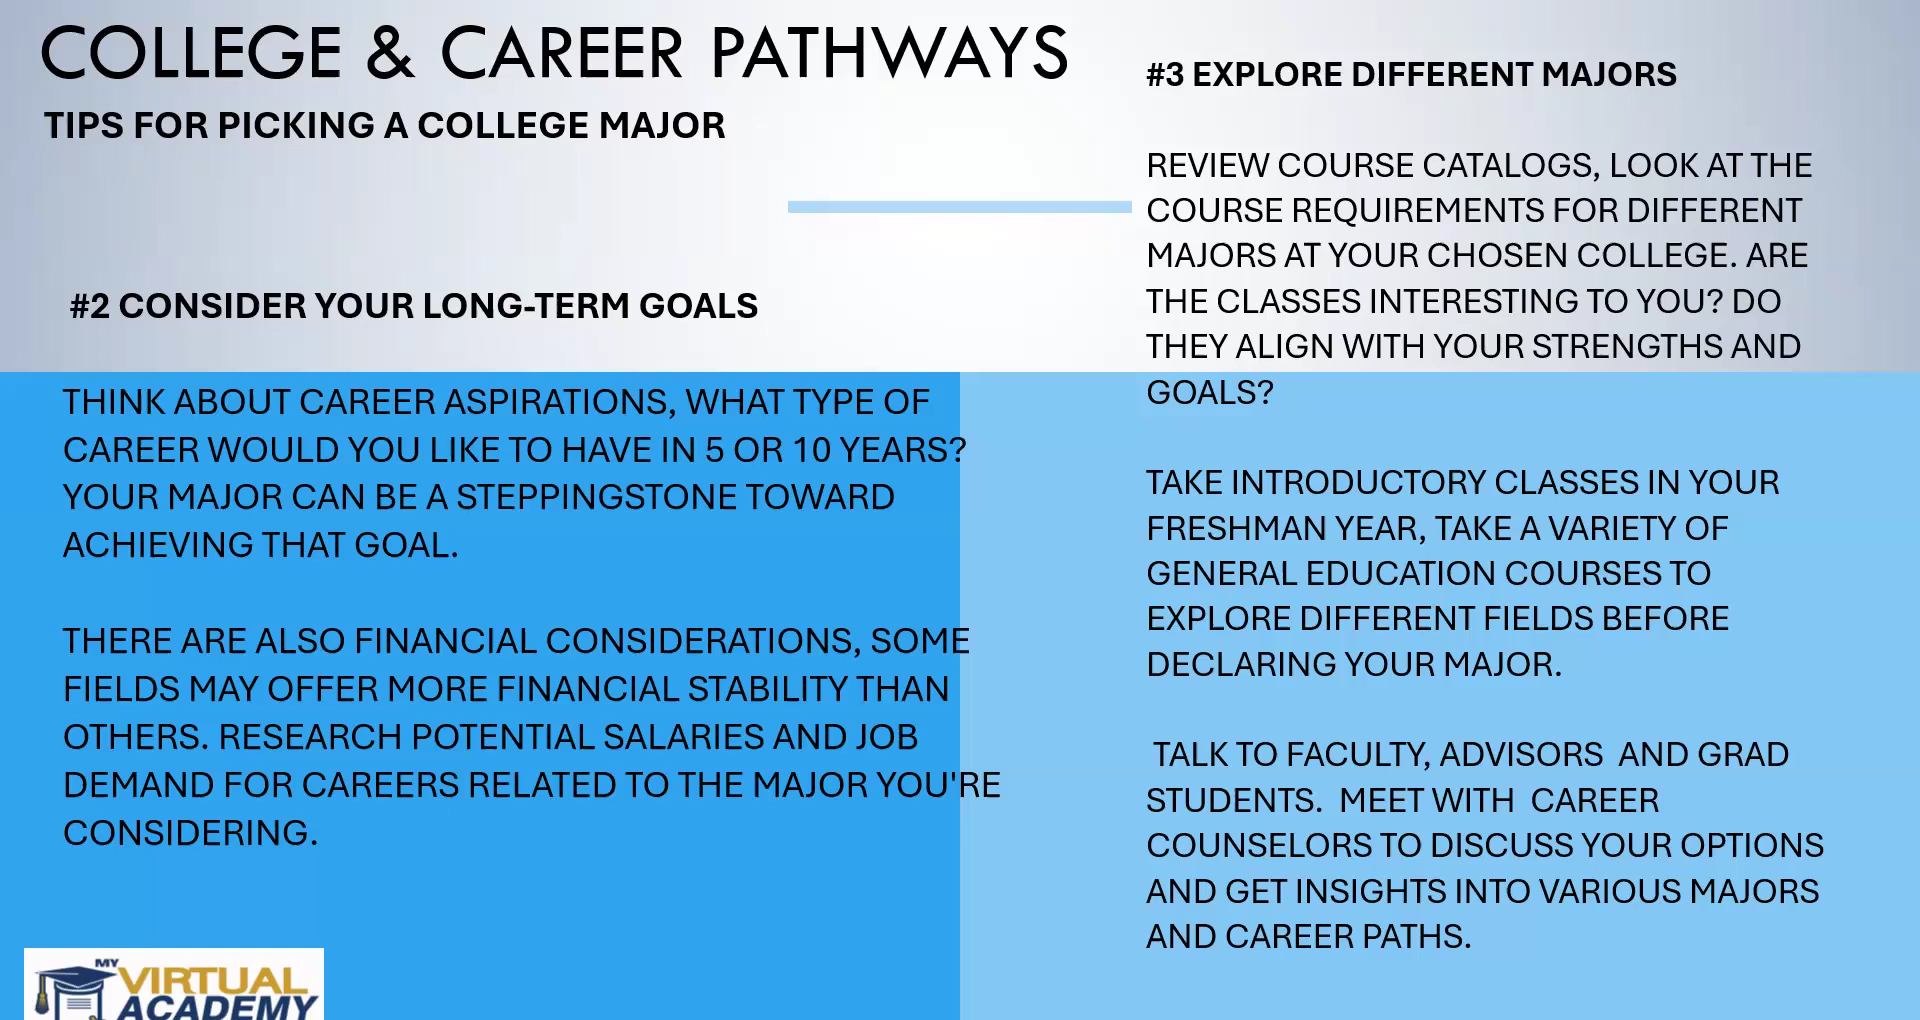 COLLEGE & CAREER PATHWAYS
TIPS FOR PICKING A COLLEGE MAJOR
#2 CONSIDER YOUR LONG-TERM GOALS
THINK ABOUT CAREER ASPIRATIONS, WHAT TYPE OF
CAREER WOULD YOU LIKE TO HAVE IN 5 OR 10 YEARS?
YOUR MAJOR CAN BE A STEPPINGSTONE TOWARD
ACHIEVING THAT GOAL.
THERE ARE ALSO FINANCIAL CONSIDERATIONS, SOME
FIELDS MAY OFFER MORE FINANCIAL STABILITY THAN
OTHERS. RESEARCH POTENTIAL SALARIES AND JOB
DEMAND FOR CAREERS RELATED TO THE MAJOR YOU'RE
CONSIDERING.
MY
VIRTUAL
ACADEMY
#3 EXPLORE DIFFERENT MAJORS
REVIEW COURSE CATALOGS, LOOK AT THE
COURSE REQUIREMENTS FOR DIFFERENT
MAJORS AT YOUR CHOSEN COLLEGE. ARE
THE CLASSES INTERESTING TO YOU? DO
THEY ALIGN WITH YOUR STRENGTHS AND
GOALS?
TAKE INTRODUCTORY CLASSES IN YOUR
FRESHMAN YEAR, TAKE A VARIETY OF
GENERAL EDUCATION COURSES TO
EXPLORE DIFFERENT FIELDS BEFORE
DECLARING YOUR MAJOR.
TALK TO FACULTY, ADVISORS  AND GRAD
STUDENTS.  MEET WITH  CAREER
COUNSELORS TO DISCUSS YOUR OPTIONS
AND GET INSIGHTS INTO VARIOUS MAJORS
AND CAREER PATHS.